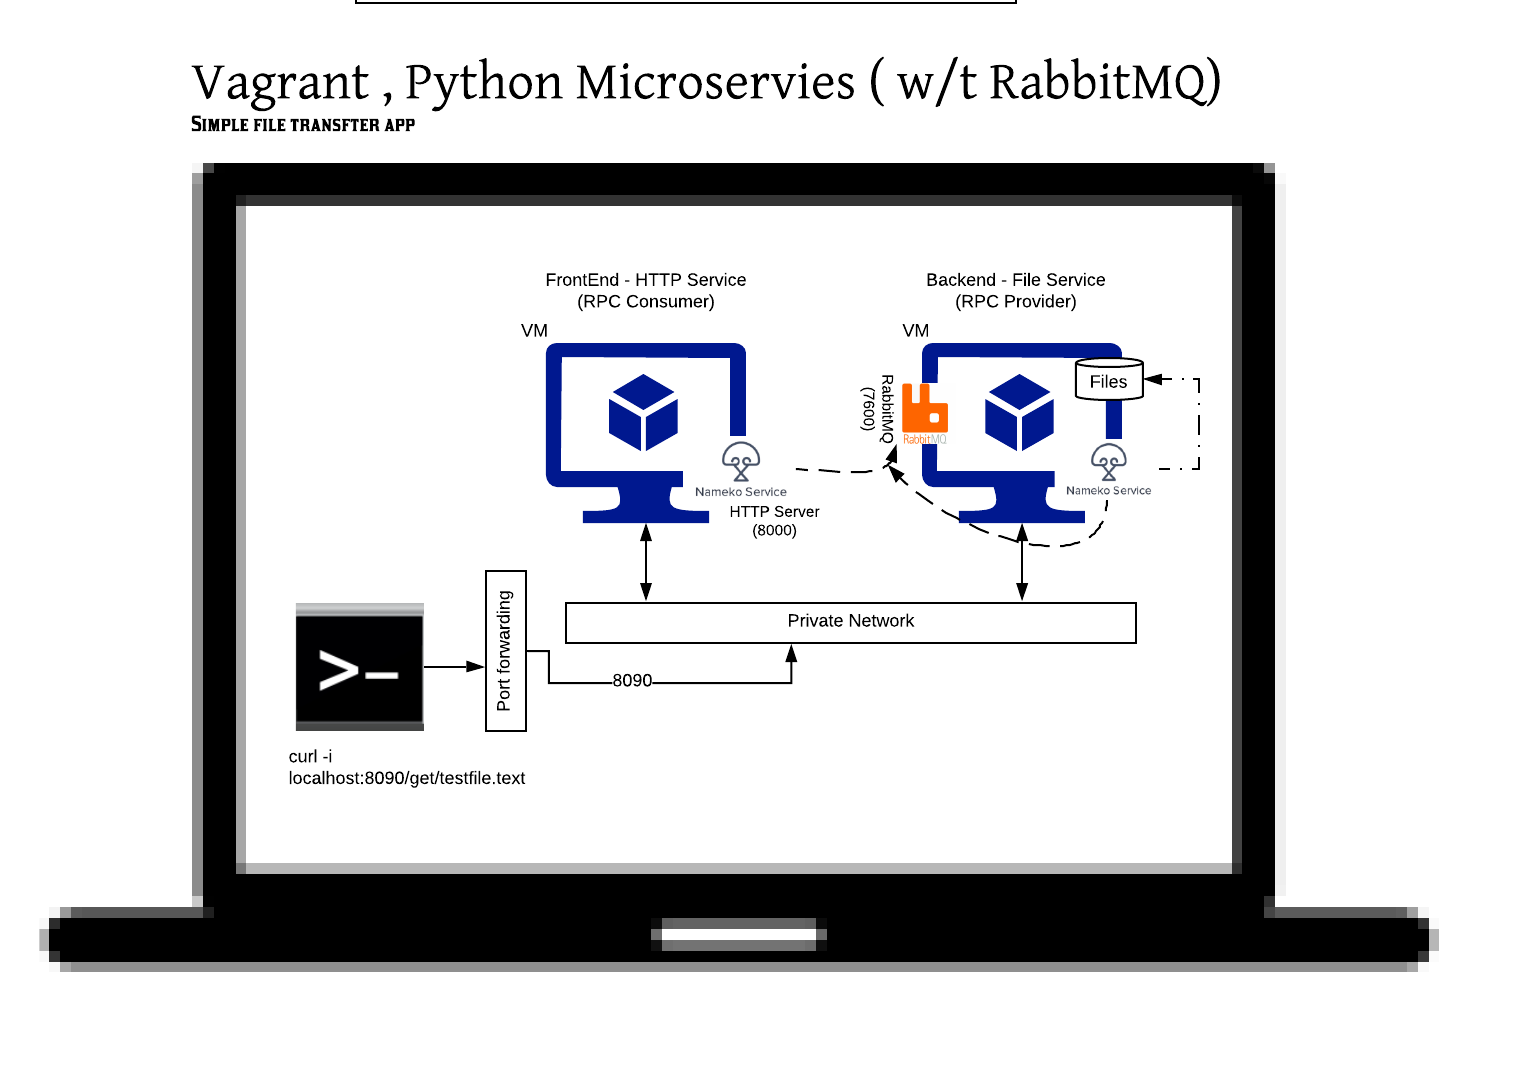 Vagrant , Python Microservies ( w/t RabbitMQ)
Simple file transfter app
FrontEnd - HTTP Service
(RPC Consumer)
Backend - File Service
(RPC Provider)
VM
VM
Files
RabbitMQ
(7600)
RabbitMQ
Nameko Service
Nameko Service
HTTP Server
(8000)
Private Network
Port forwarding
>_
8090
curl -i
localhost:8090/get/testfile.text